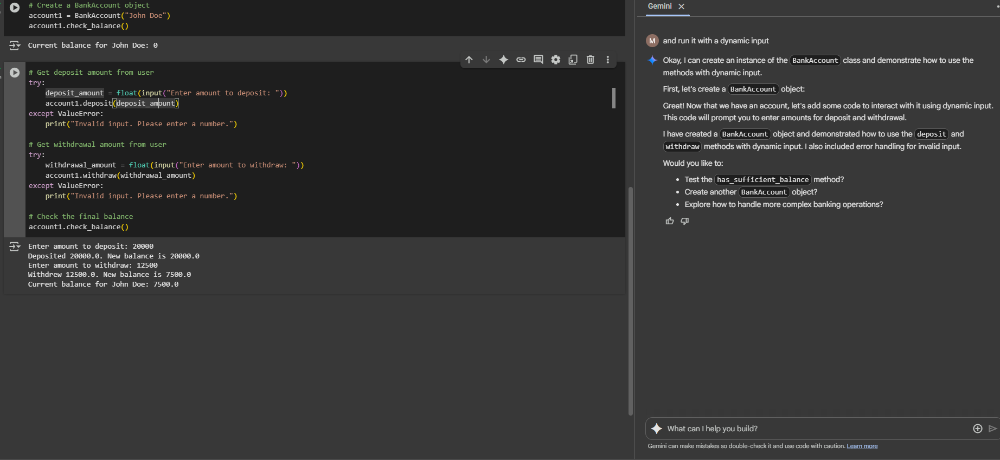 # Create a BankAccount object
account1 = BankAccount("John Doe")
account1.check_balance()
Current balance for John Doe: 0
# Get deposit amount from user
try:
    deposit_amount = float(input("Enter amount to deposit: "))
    account1.deposit(deposit_amount)
except ValueError:
    print("Invalid input. Please enter a number.")
# Get withdrawal amount from user
try:
    withdrawal_amount = float(input("Enter amount to withdraw: "))
    account1.withdraw(withdrawal_amount)
except ValueError:
    print("Invalid input. Please enter a number.")
# Check the final balance
account1.check_balance()
Enter amount to deposit: 20000
Deposited 20000.0. New balance is 20000.0
Enter amount to withdraw: 12500
Withdrew 12500.0. New balance is 7500.0
Current balance for John Doe: 7500.0
Gemini
M and run it with a dynamic input
Okay, I can create an instance of the BankAccount class and demonstrate how to use the
methods with dynamic input.
First, let's create a BankAccount object:
Great! Now that we have an account, let's add some code to interact with it using dynamic input.
This code will prompt you to enter amounts for deposit and withdrawal.
I have created a BankAccount object and demonstrated how to use the deposit and
withdraw methods with dynamic input. I also included error handling for invalid input.
Would you like to:
• Test the has_sufficient_balance method?
• Create another BankAccount object?
• Explore how to handle more complex banking operations?
What can I help you build?
Gemini can make mistakes so double-check it and use code with caution. Learn more